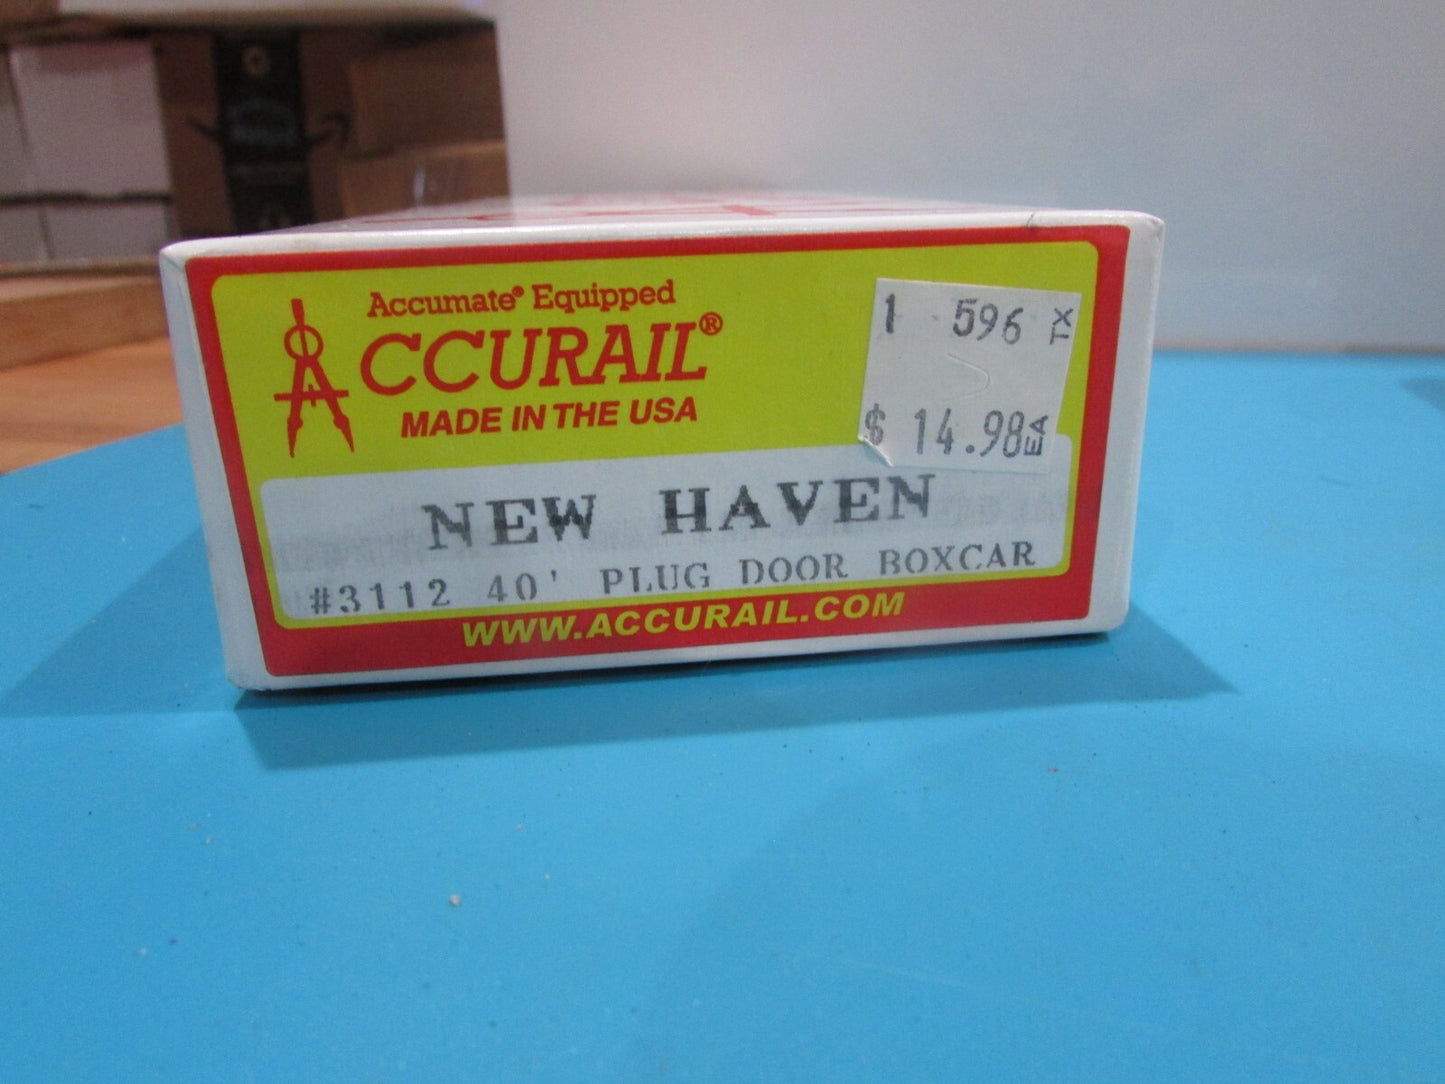 Accumate® Equipped
ACCURAIL®
MADE IN THE USA
1 596 TX
$ 14.98 EA
NEW HAVEN
#3112 40' PLUG DOOR BOXCAR
WWW.ACCURAIL.COM